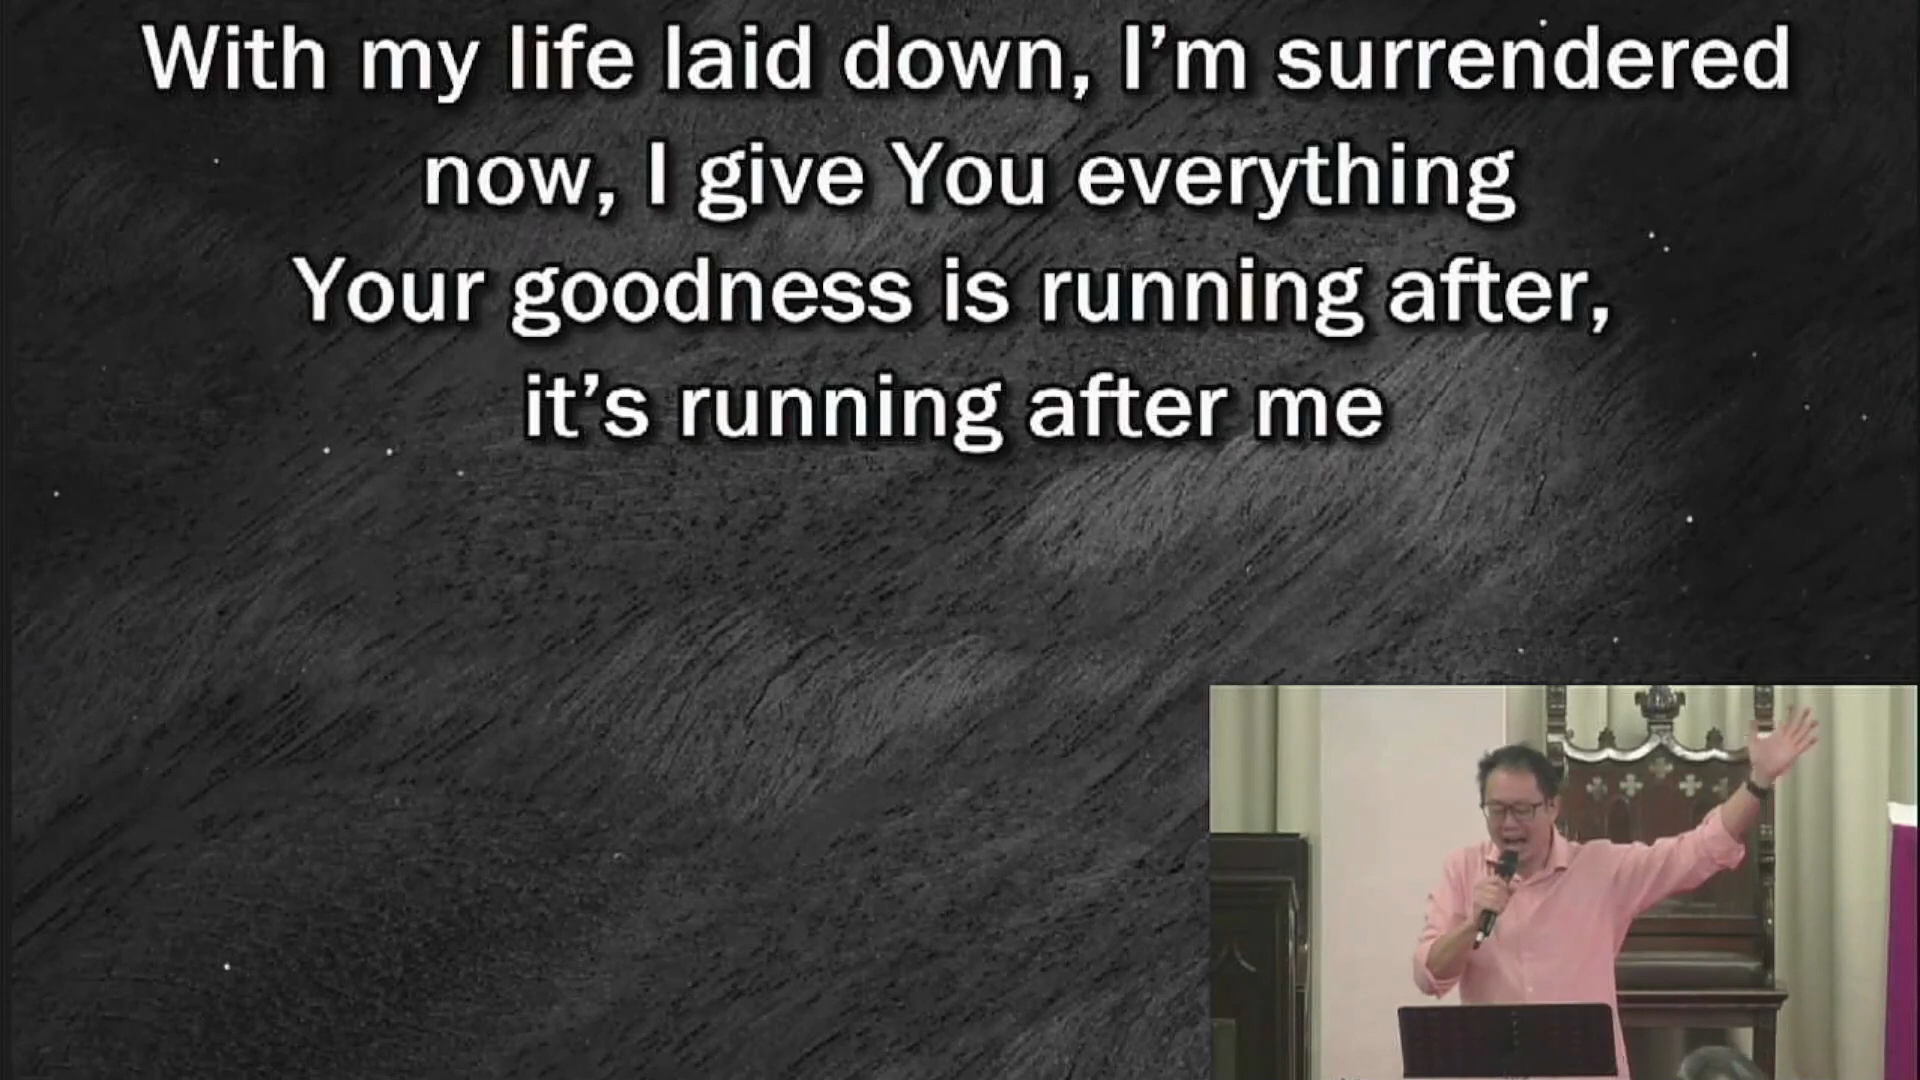 With my life laid down, I’m surrendered
now, I give You everything
Your goodness is running after,
it’s running after me